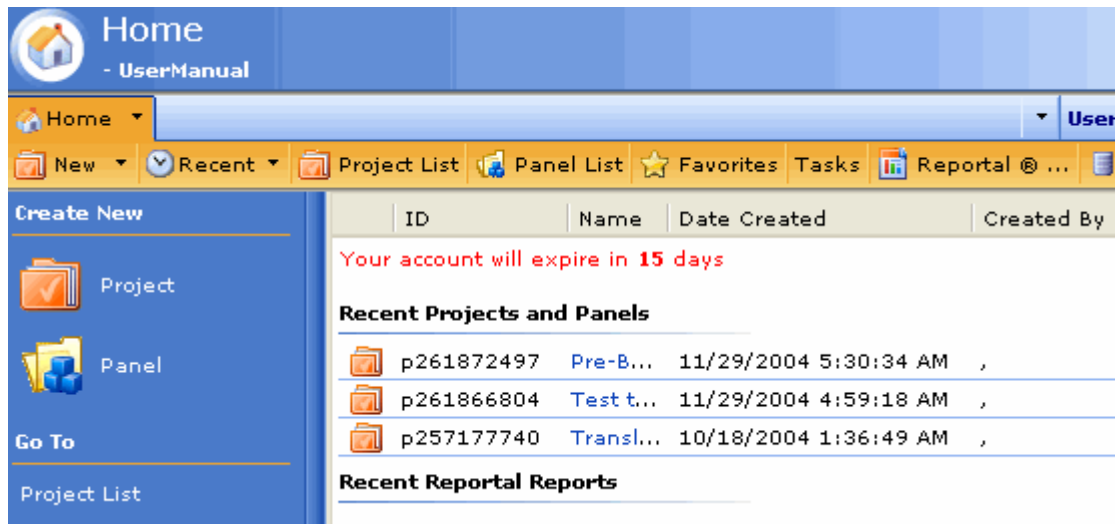 Home
- UserManual
Home User
New Recent Project List Panel List Favorites Tasks Reportal ® ...
Create New
Project
Panel
Go To
Project List
ID Name Date Created Created By
Your account will expire in 15 days
Recent Projects and Panels
p261872497 Pre-B... 11/29/2004 5:30:34 AM ,
p261866804 Test t... 11/29/2004 4:59:18 AM ,
p257177740 Transl... 10/18/2004 1:36:49 AM ,
Recent Reportal Reports